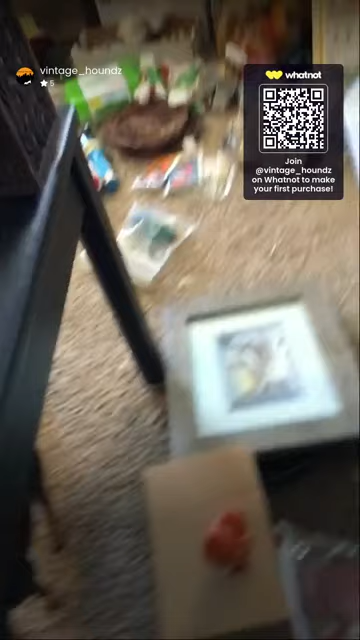 vintage_houndz
★5
whatnot
Join
@vintage_houndz
on Whatnot to make
your first purchase!